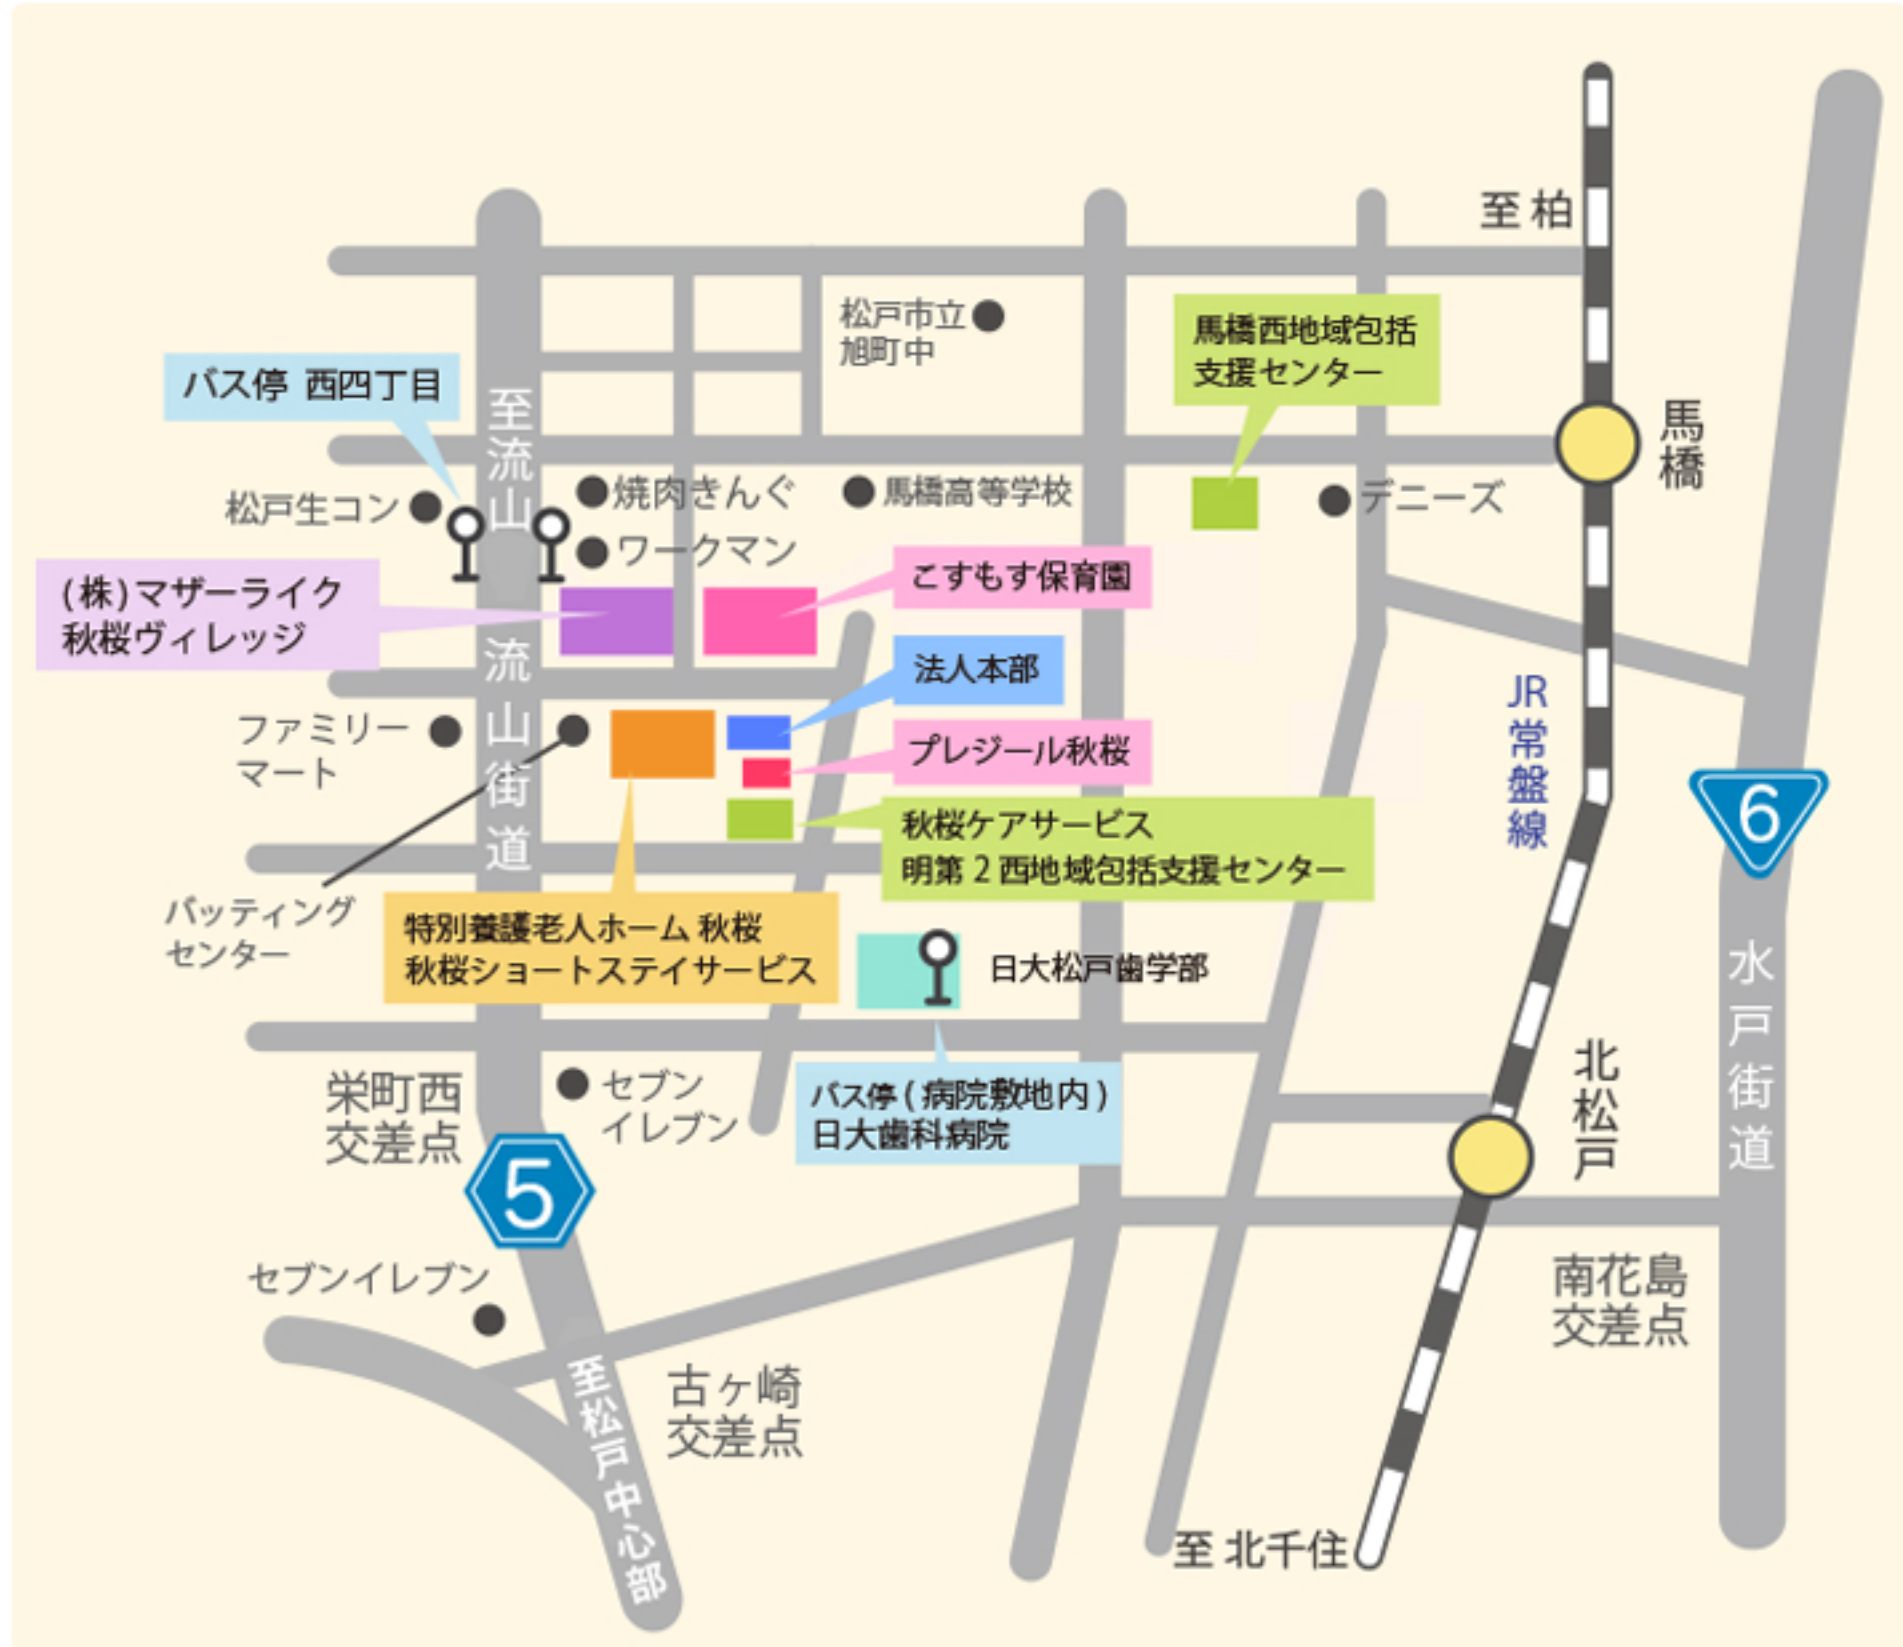 至 柏
松戸市立
旭町中
馬橋西地域包括
支援センター
バス停 西四丁目
至流山
馬橋
松戸生コン
焼肉きんぐ
馬橋高等学校
デニーズ
ワークマン
(株)マザーライク
秋桜ヴィレッジ
こすもす保育園
法人本部
流山街道
JR常盤線
ファミリー
マート
プレジール秋桜
6
秋桜ケアサービス
明第2西地域包括支援センター
バッティング
センター
特別養護老人ホーム 秋桜
秋桜ショートステイサービス
日大松戸歯学部
水戸街道
北松戸
栄町西
交差点
セブン
イレブン
バス停(病院敷地内)
日大歯科病院
5
セブンイレブン
南花島
交差点
古ヶ崎
交差点
至松戸中心部
至 北千住